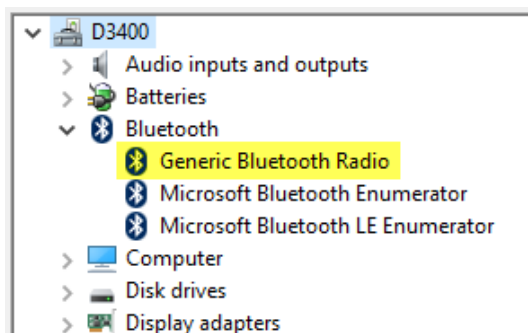 D3400
Audio inputs and outputs
Batteries
Bluetooth
Generic Bluetooth Radio
Microsoft Bluetooth Enumerator
Microsoft Bluetooth LE Enumerator
Computer
Disk drives
Display adapters